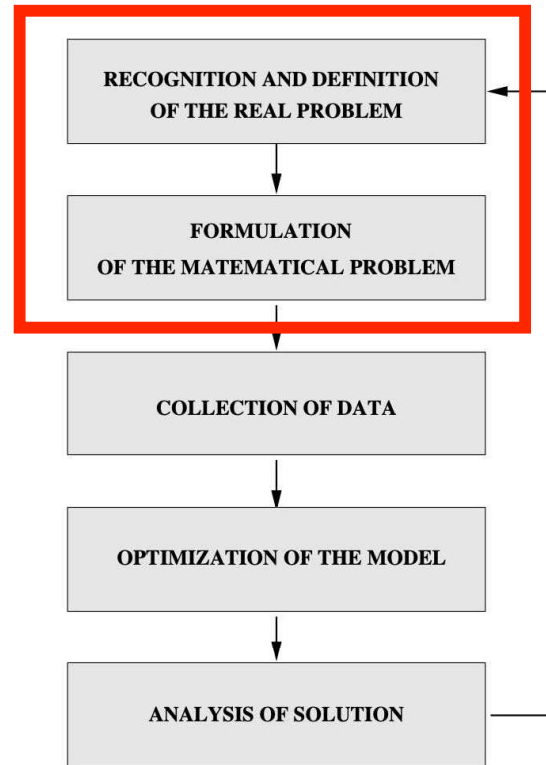 RECOGNITION AND DEFINITION
OF THE REAL PROBLEM
FORMULATION
OF THE MATEMATICAL PROBLEM
COLLECTION OF DATA
OPTIMIZATION OF THE MODEL
ANALYSIS OF SOLUTION